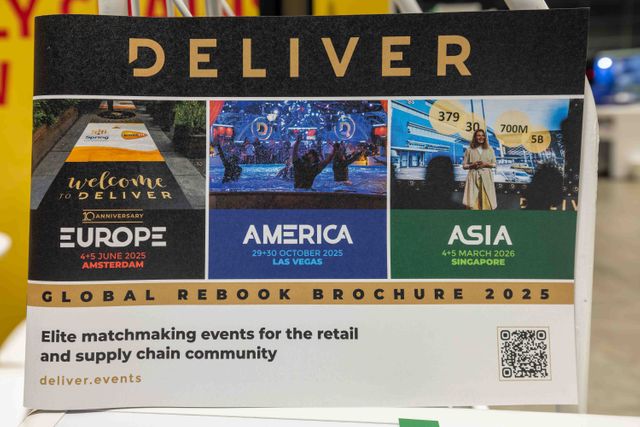 DELIVER
379
30
700M
58
Spring
welcome
TO DELIVER
10 ANNIVERSARY
EUROPE
4+5 JUNE 2025
AMSTERDAM
AMERICA
29+30 OCTOBER 2025
LAS VEGAS
ASIA
4+5 MARCH 2026
SINGAPORE
GLOBAL REBOOK BROCHURE 2025
Elite matchmaking events for the retail
and supply chain community
deliver.events